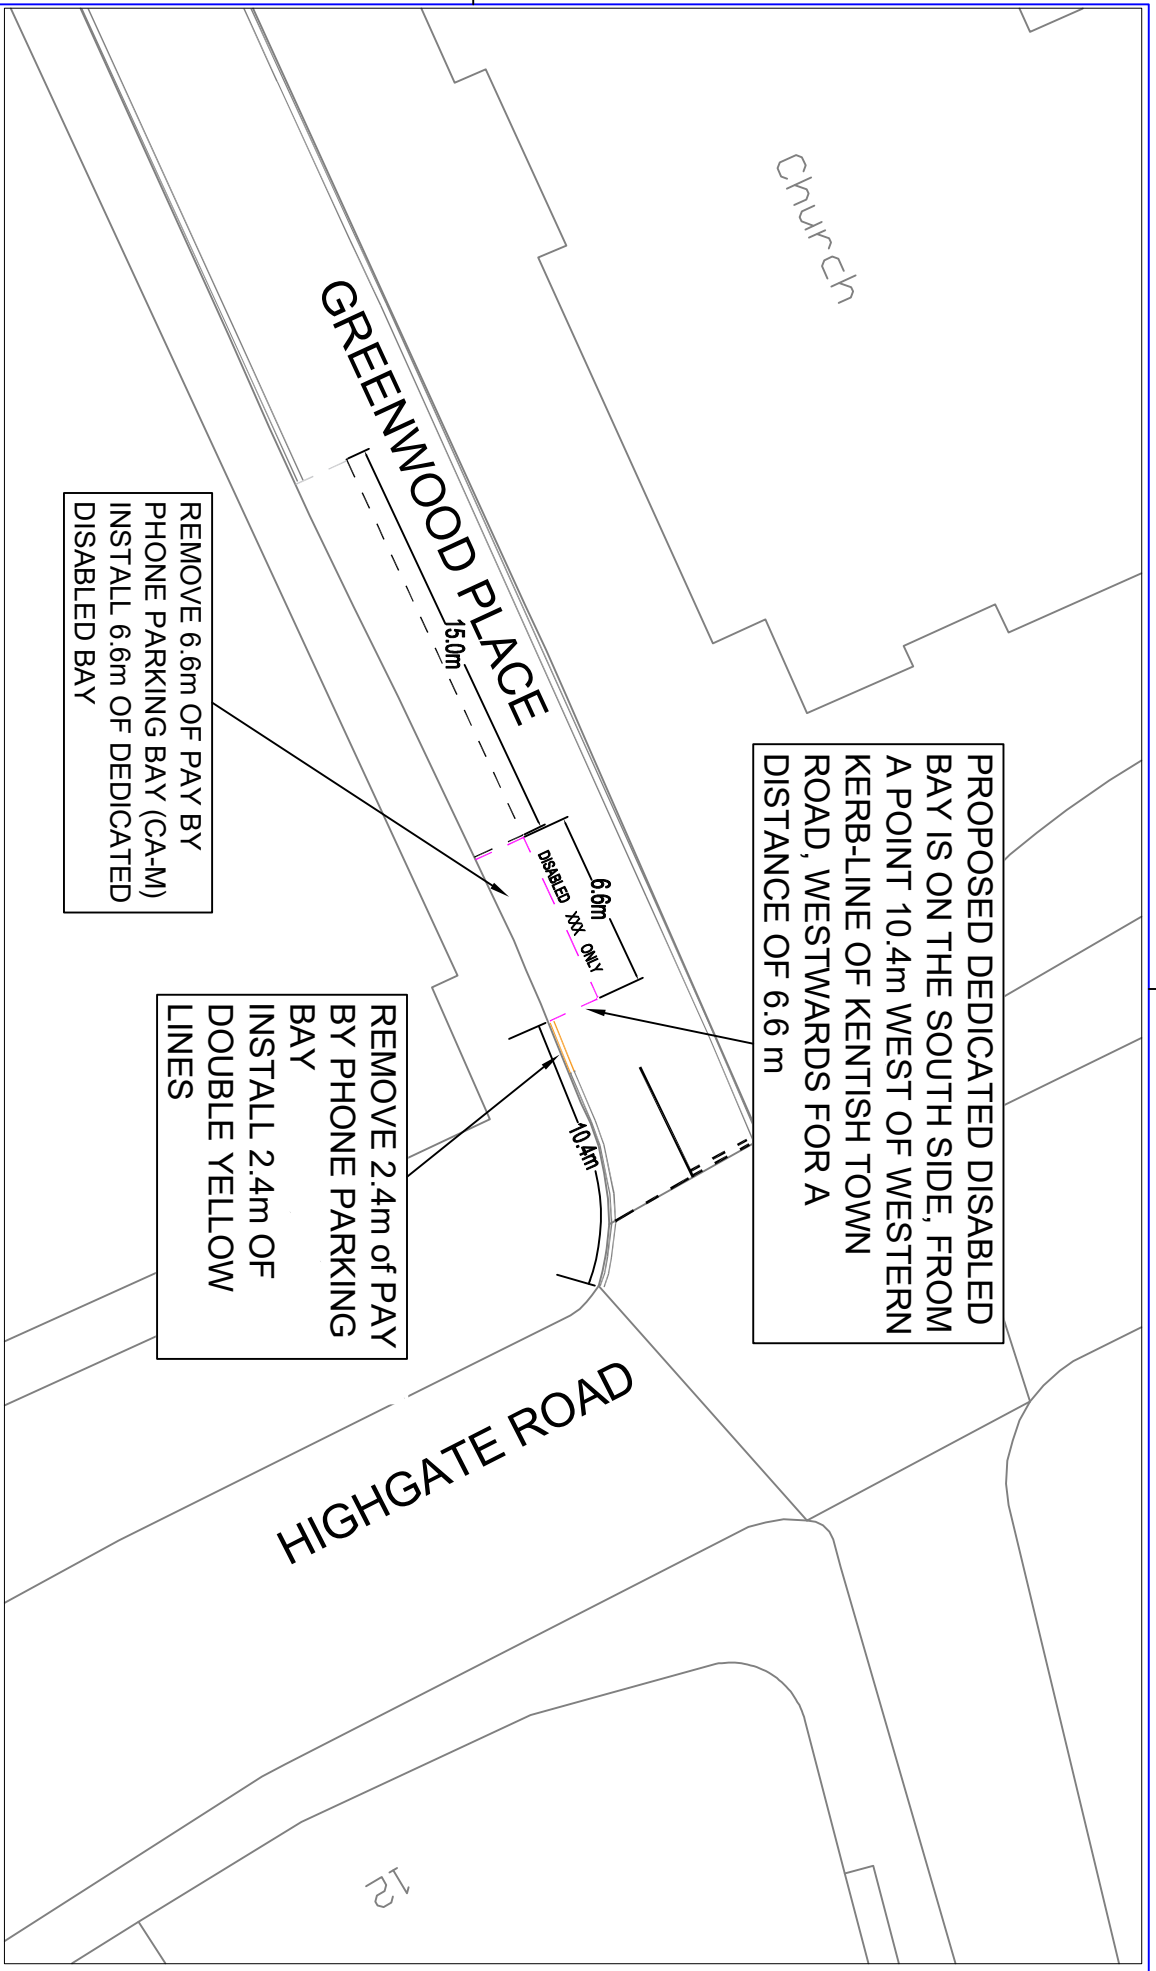 Church
GREENWOOD PLACE
15.0m
6.6m
DISABLED XXX ONLY
10.4m
PROPOSED DEDICATED DISABLED
BAY IS ON THE SOUTH SIDE, FROM
A POINT 10.4m WEST OF WESTERN
KERB-LINE OF KENTISH TOWN
ROAD, WESTWARDS FOR A
DISTANCE OF 6.6 m
REMOVE 6.6m OF PAY BY
PHONE PARKING BAY (CA-M)
INSTALL 6.6m OF DEDICATED
DISABLED BAY
REMOVE 2.4m of PAY
BY PHONE PARKING
BAY
INSTALL 2.4m OF
DOUBLE YELLOW
LINES
HIGHGATE ROAD
12